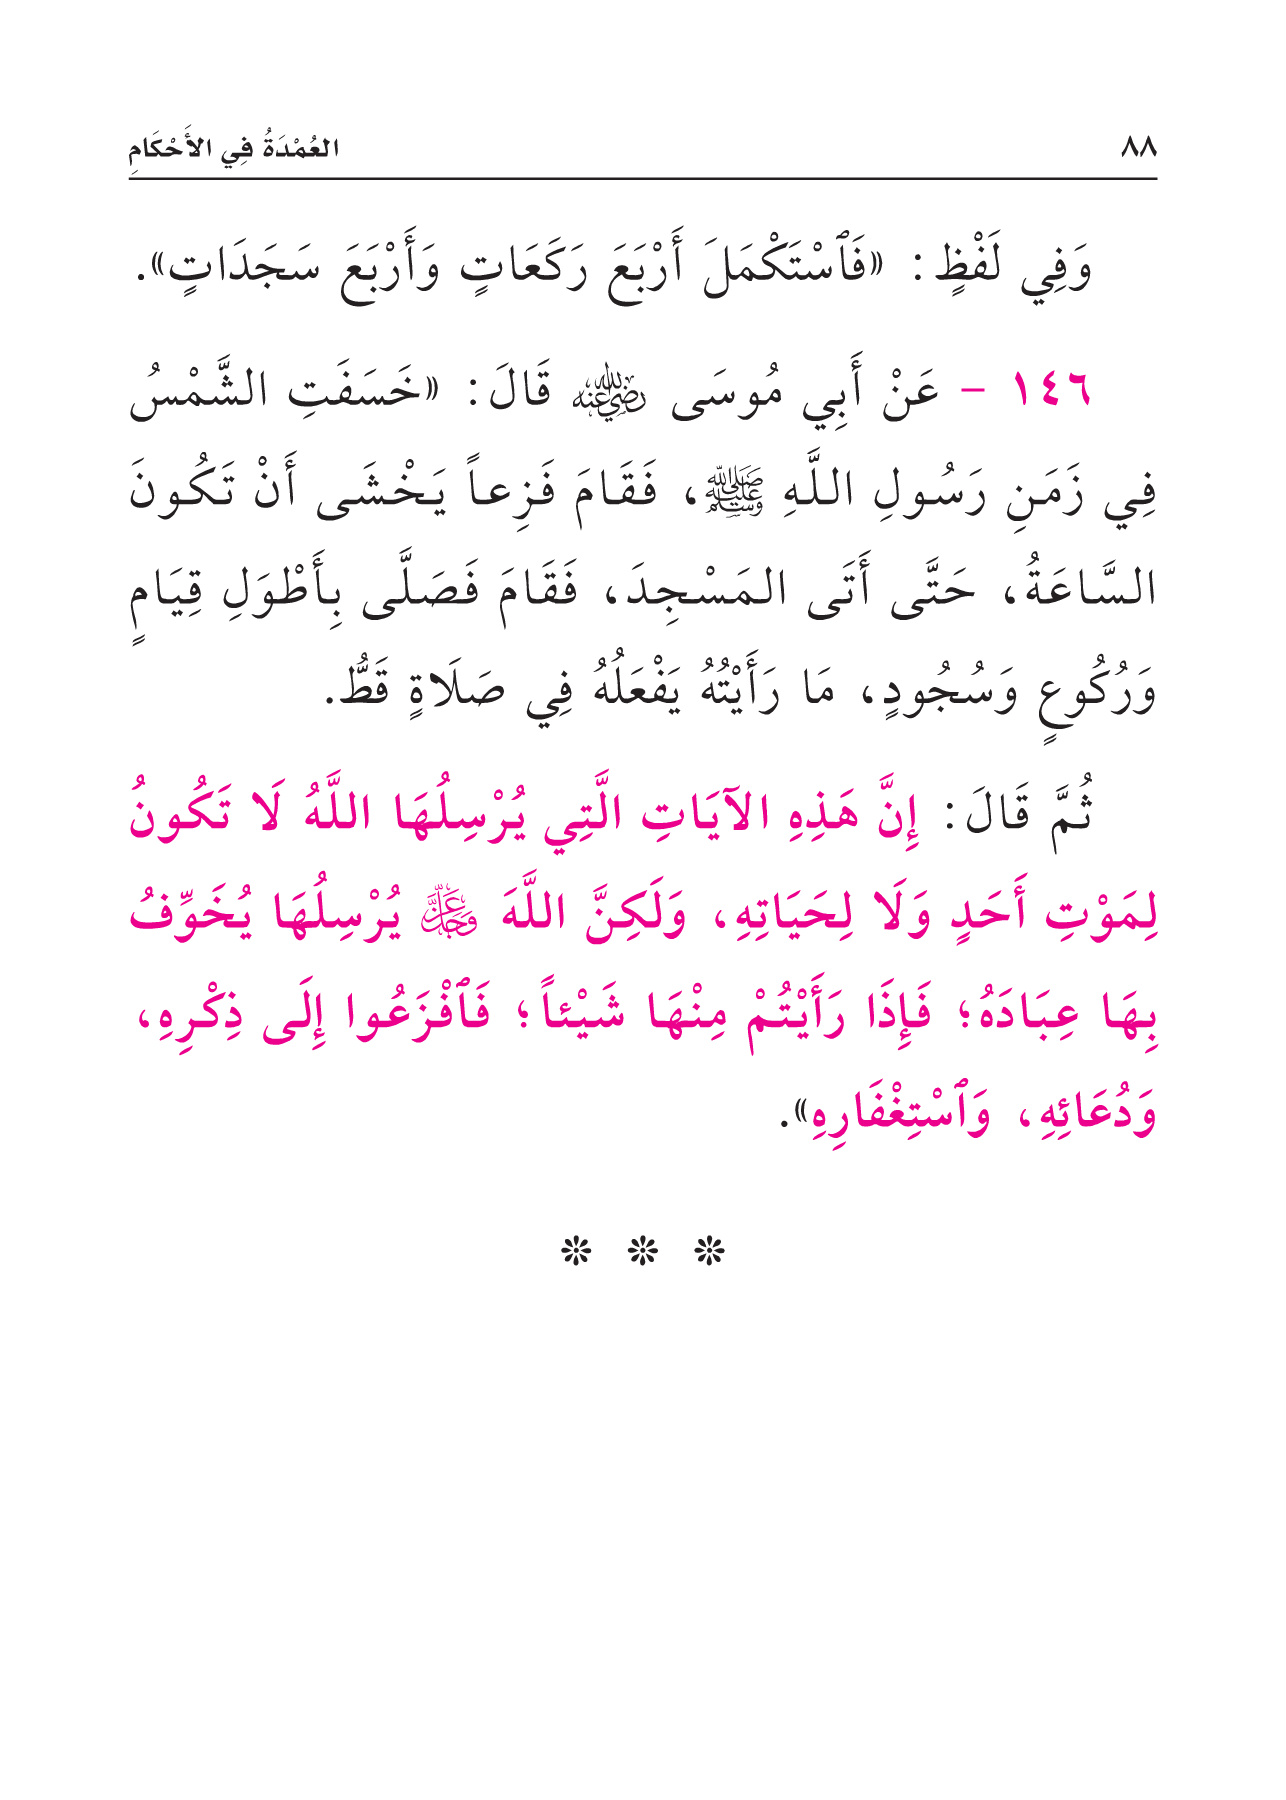 ٨٨ العُمْدَةُ فِي الأَحْكَامِ
وَفِي لَفْظٍ: «فَٱسْتَكْمَلَ أَرْبَعَ رَكَعَاتٍ وَأَرْبَعَ سَجَدَاتٍ».
١٤٦ - عَنْ أَبِي مُوسَى رضي الله عنه قَالَ: «خَسَفَتِ الشَّمْسُ
فِي زَمَنِ رَسُولِ اللَّهِ ﷺ، فَقَامَ فَزِعاً يَخْشَى أَنْ تَكُونَ
السَّاعَةُ، حَتَّى أَتَى المَسْجِدَ، فَقَامَ فَصَلَّى بِأَطْوَلِ قِيَامٍ
وَرُكُوعٍ وَسُجُودٍ، مَا رَأَيْتُهُ يَفْعَلُهُ فِي صَلَاةٍ قَطُّ.
ثُمَّ قَالَ: إِنَّ هَذِهِ الآيَاتِ الَّتِي يُرْسِلُهَا اللَّهُ لَا تَكُونُ
لِمَوْتِ أَحَدٍ وَلَا لِحَيَاتِهِ، وَلَكِنَّ اللَّهَ عَزَّ وَجَلَّ يُرْسِلُهَا يُخَوِّفُ
بِهَا عِبَادَهُ؛ فَإِذَا رَأَيْتُمْ مِنْهَا شَيْئاً؛ فَٱفْزَعُوا إِلَى ذِكْرِهِ،
وَدُعَائِهِ، وَٱسْتِغْفَارِهِ».